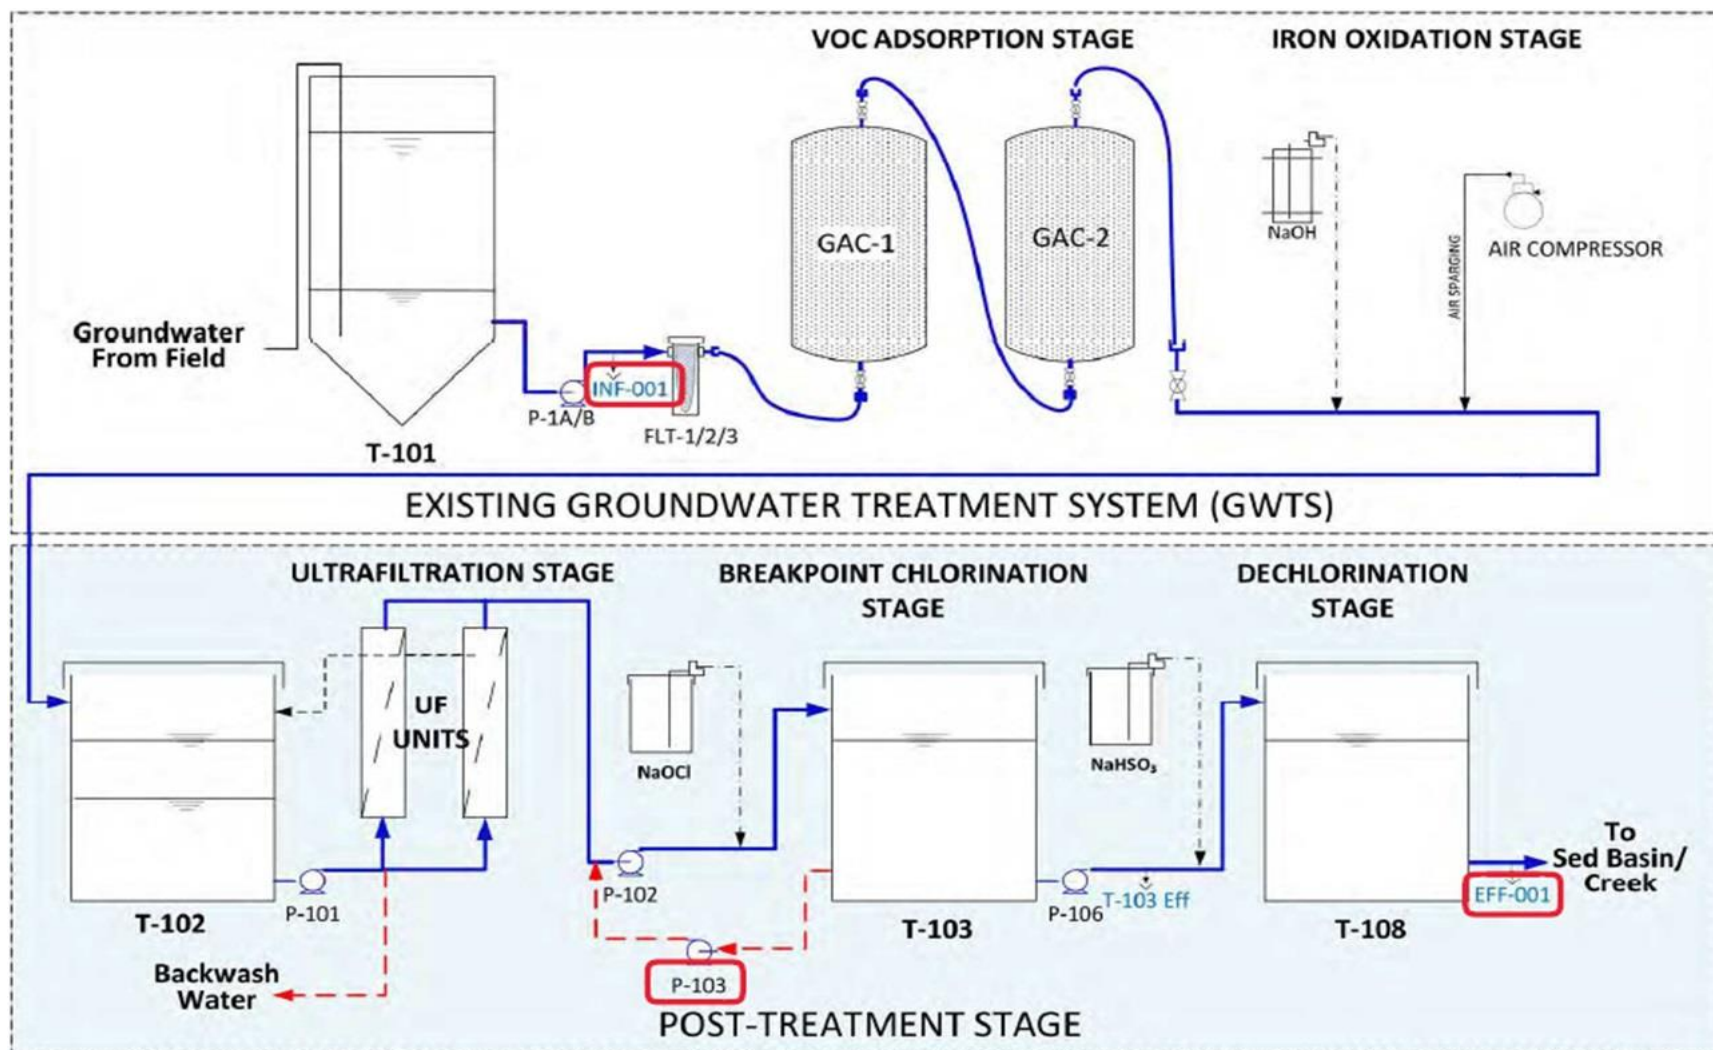 VOC ADSORPTION STAGE
IRON OXIDATION STAGE
GAC-1
GAC-2
NaOH
AIR SPARGING
AIR COMPRESSOR
Groundwater
From Field
INF-001
P-1A/B
FLT-1/2/3
T-101
EXISTING GROUNDWATER TREATMENT SYSTEM (GWTS)
ULTRAFILTRATION STAGE
BREAKPOINT CHLORINATION
STAGE
DECHLORINATION
STAGE
UF
UNITS
NaOCl
NaHSO₃
To
Sed Basin/
Creek
P-101
P-102
P-106
T-103 Eff
EFF-001
T-102
T-103
T-108
Backwash
Water
P-103
POST-TREATMENT STAGE